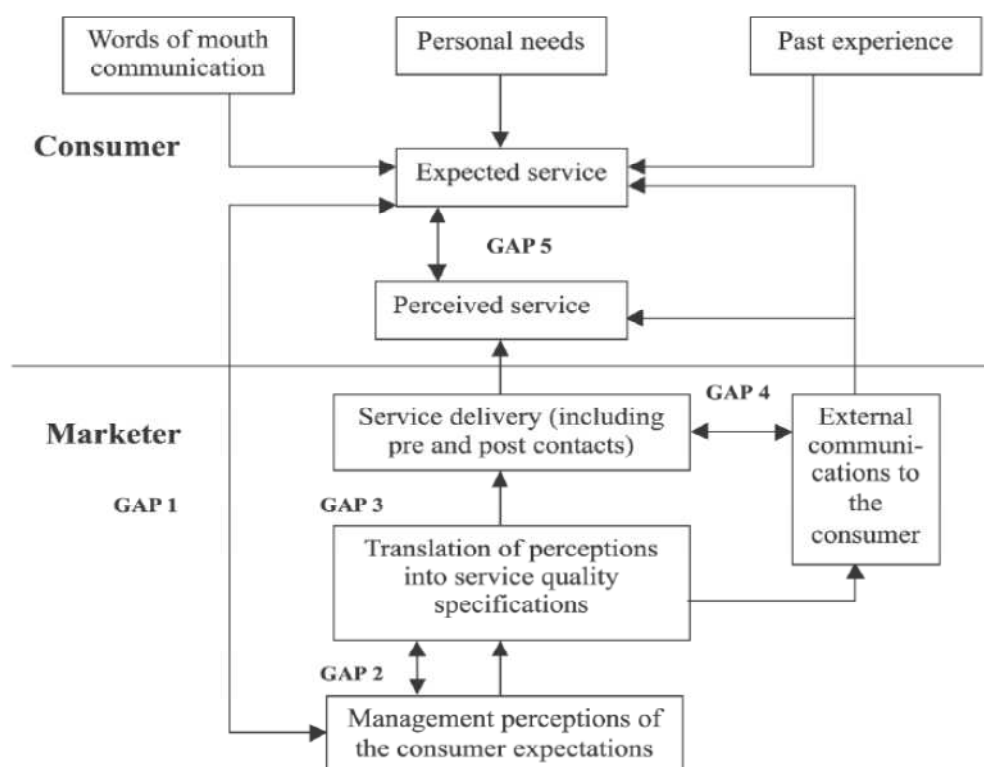 Words of mouth
communication
Personal needs
Past experience
Consumer
Expected service
GAP 5
Perceived service
Marketer
Service delivery (including
pre and post contacts)
GAP 4
External
communi-
cations to
the
consumer
GAP 1
GAP 3
Translation of perceptions
into service quality
specifications
GAP 2
Management perceptions of
the consumer expectations